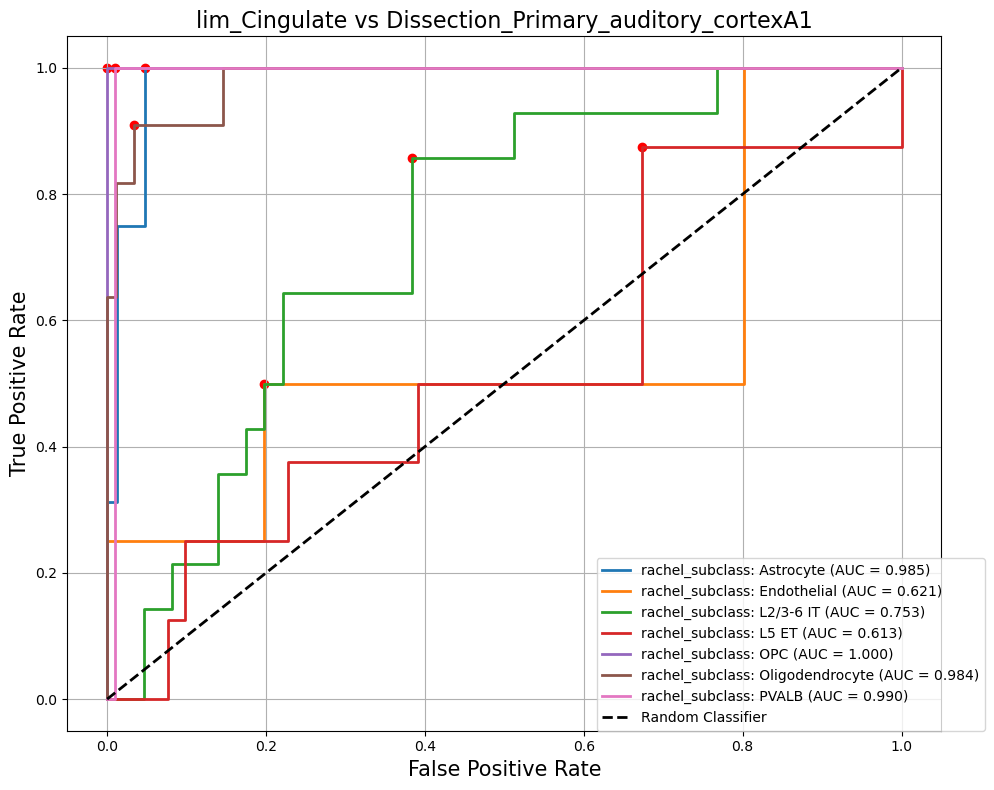 lim_Cingulate vs Dissection_Primary_auditory_cortexA1
1.0
0.8
0.6
0.4
0.2
0.0
True Positive Rate
0.0 0.2 0.4 0.6 0.8 1.0
False Positive Rate
rachel_subclass: Astrocyte (AUC = 0.985)
rachel_subclass: Endothelial (AUC = 0.621)
rachel_subclass: L2/3-6 IT (AUC = 0.753)
rachel_subclass: L5 ET (AUC = 0.613)
rachel_subclass: OPC (AUC = 1.000)
rachel_subclass: Oligodendrocyte (AUC = 0.984)
rachel_subclass: PVALB (AUC = 0.990)
Random Classifier